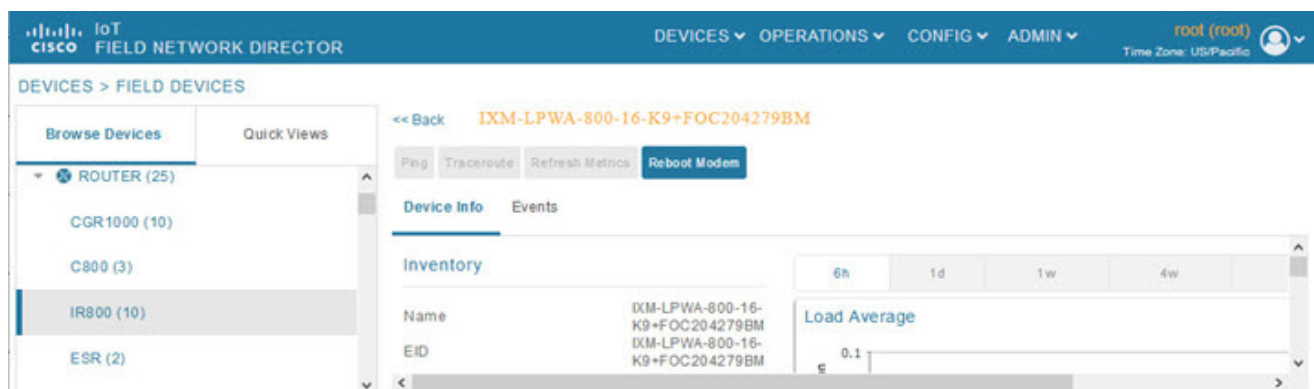 IoT
CISCO FIELD NETWORK DIRECTOR
DEVICES OPERATIONS CONFIG ADMIN
root (root)
Time Zone: US/Pacific
DEVICES > FIELD DEVICES
Browse Devices Quick Views
ROUTER (25)
CGR1000 (10)
C800 (3)
IR800 (10)
ESR (2)
<< Back IXM-LPWA-800-16-K9+FOC204279BM
Ping Traceroute Refresh Metrics Reboot Modem
Device Info Events
Inventory
Name IXM-LPWA-800-16-
K9+FOC204279BM
EID IXM-LPWA-800-16-
K9+FOC204279BM
6h 1d 1w 4w
Load Average
0.1